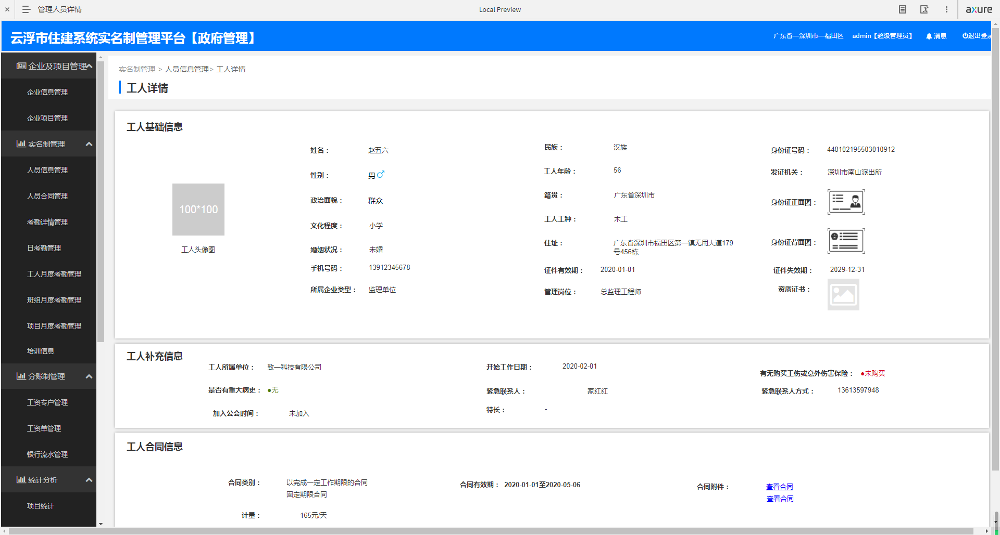 管理人员详情
Local Preview
axure
云浮市住建系统实名制管理平台【政府管理】
广东省—深圳市—福田区
admin【超级管理员】
消息
退出登录
企业及项目管理
企业信息管理
企业项目管理
实名制管理
人员信息管理
人员合同管理
考勤详情管理
日考勤管理
工人月度考勤管理
班组月度考勤管理
项目月度考勤管理
培训信息
分账制管理
工资专户管理
工资单管理
银行流水管理
统计分析
项目统计
实名制管理 > 人员信息管理> 工人详情
工人详情
工人基础信息
100*100
工人头像图
姓名： 赵五六
性别： 男
政治面貌： 群众
文化程度： 小学
婚姻状况： 未婚
手机号码： 13912345678
所属企业类型： 监理单位
民族： 汉族
工人年龄： 56
籍贯： 广东省深圳市
工人工种： 木工
住址： 广东省深圳市福田区第一镇无用大道179
号456栋
证件有效期： 2020-01-01
管理岗位： 总监理工程师
身份证号码： 440102195503010912
发证机关： 深圳市南山派出所
身份证正面图：
身份证背面图：
证件失效期： 2029-12-31
资质证书：
工人补充信息
工人所属单位： 致一科技有限公司
是否有重大病史： ●无
加入公会时间： 未加入
开始工作日期： 2020-02-01
紧急联系人： 家红红
特长： -
有无购买工伤或意外伤害保险： ●未购买
紧急联系人方式： 13613597948
工人合同信息
合同类别： 以完成一定工作期限的合同
固定期限合同
计量： 165元/天
合同有效期： 2020-01-01至2020-05-06
合同附件： 查看合同
查看合同